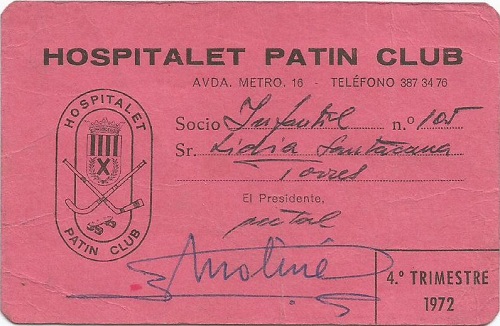 HOSPITALET PATIN CLUB
AVDA. METRO, 16 - TELÉFONO 387 34 76
HOSPITALET
X
PATIN CLUB
Socio Infantil n.º 105
Sr. Lidia Santacana
Torres
El Presidente,
4.º TRIMESTRE
1972